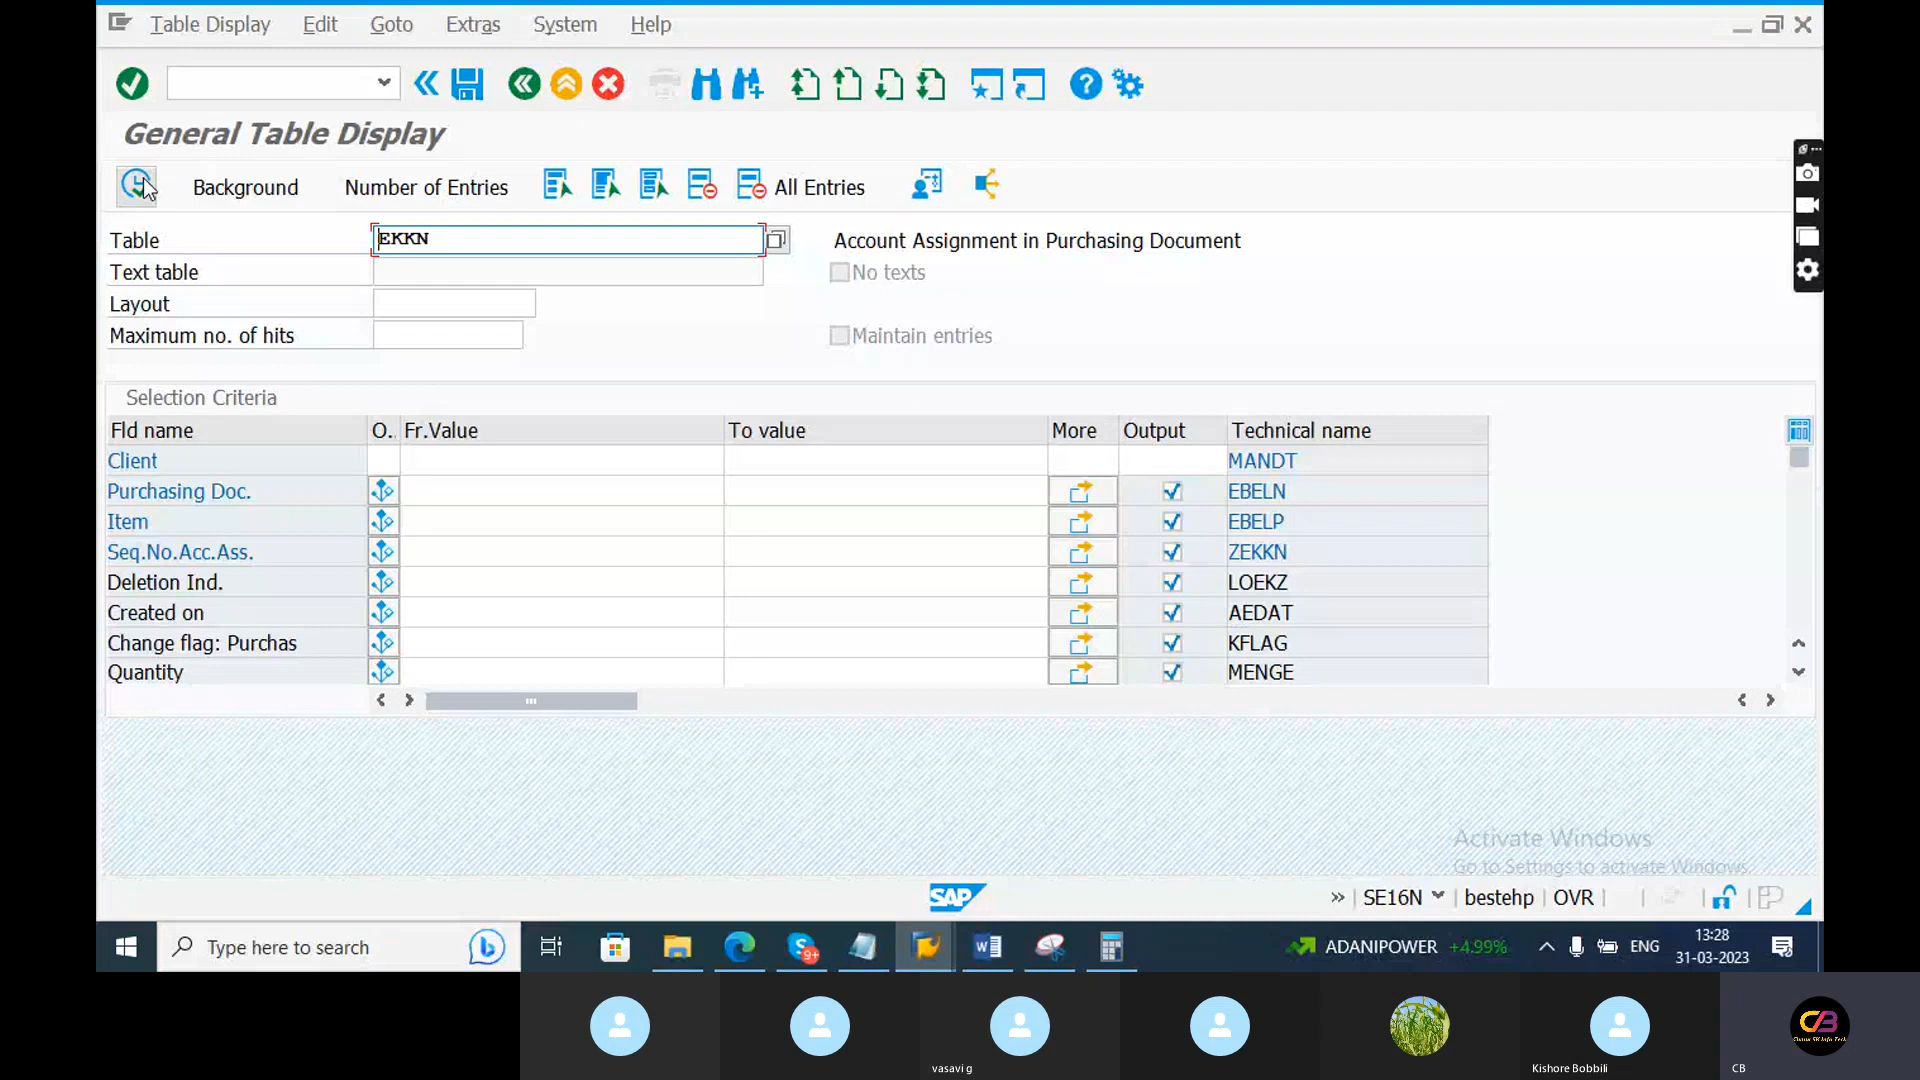 Table Display Edit Goto Extras System Help
General Table Display
Background Number of Entries All Entries
Table EKKN Account Assignment in Purchasing Document
Text table No texts
Layout
Maximum no. of hits Maintain entries
Selection Criteria
Fld name O.. Fr.Value To value More Output Technical name
Client MANDT
Purchasing Doc. EBELN
Item EBELP
Seq.No.Acc.Ass. ZEKKN
Deletion Ind. LOEKZ
Created on AEDAT
Change flag: Purchas KFLAG
Quantity MENGE
Activate Windows
Go to Settings to activate Windows.
SAP SE16N bestehp OVR
Type here to search 9+ ADANIPOWER +4.99% ENG 13:28
31-03-2023
CB
vasavi g Kishore Bobbili CB